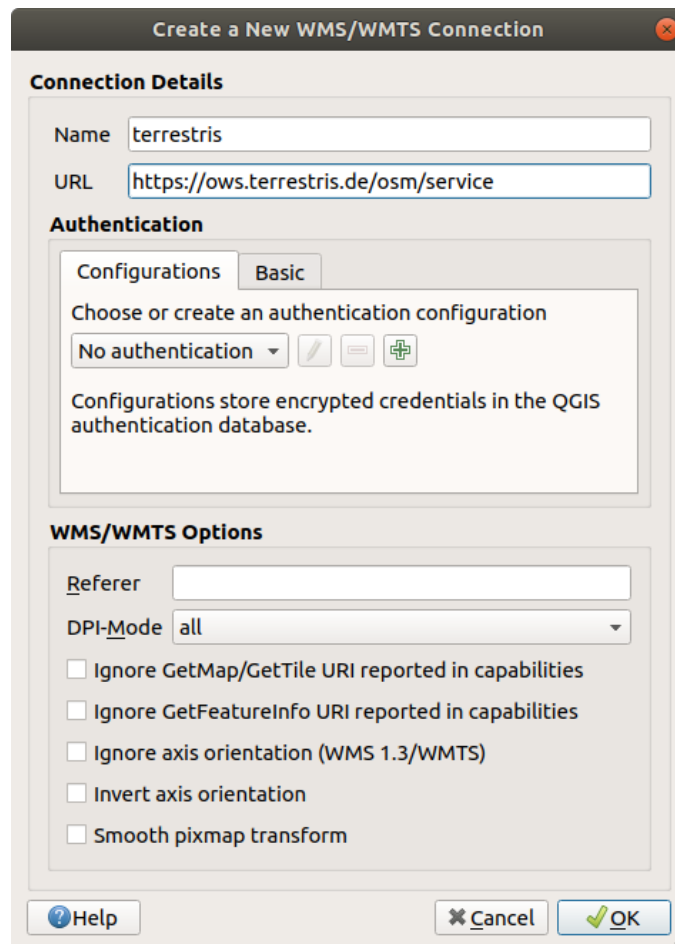 Create a New WMS/WMTS Connection
Connection Details
Name terrestris
URL https://ows.terrestris.de/osm/service
Authentication
Configurations Basic
Choose or create an authentication configuration
No authentication
Configurations store encrypted credentials in the QGIS
authentication database.
WMS/WMTS Options
Referer
DPI-Mode all
Ignore GetMap/GetTile URI reported in capabilities
Ignore GetFeatureInfo URI reported in capabilities
Ignore axis orientation (WMS 1.3/WMTS)
Invert axis orientation
Smooth pixmap transform
Help Cancel OK